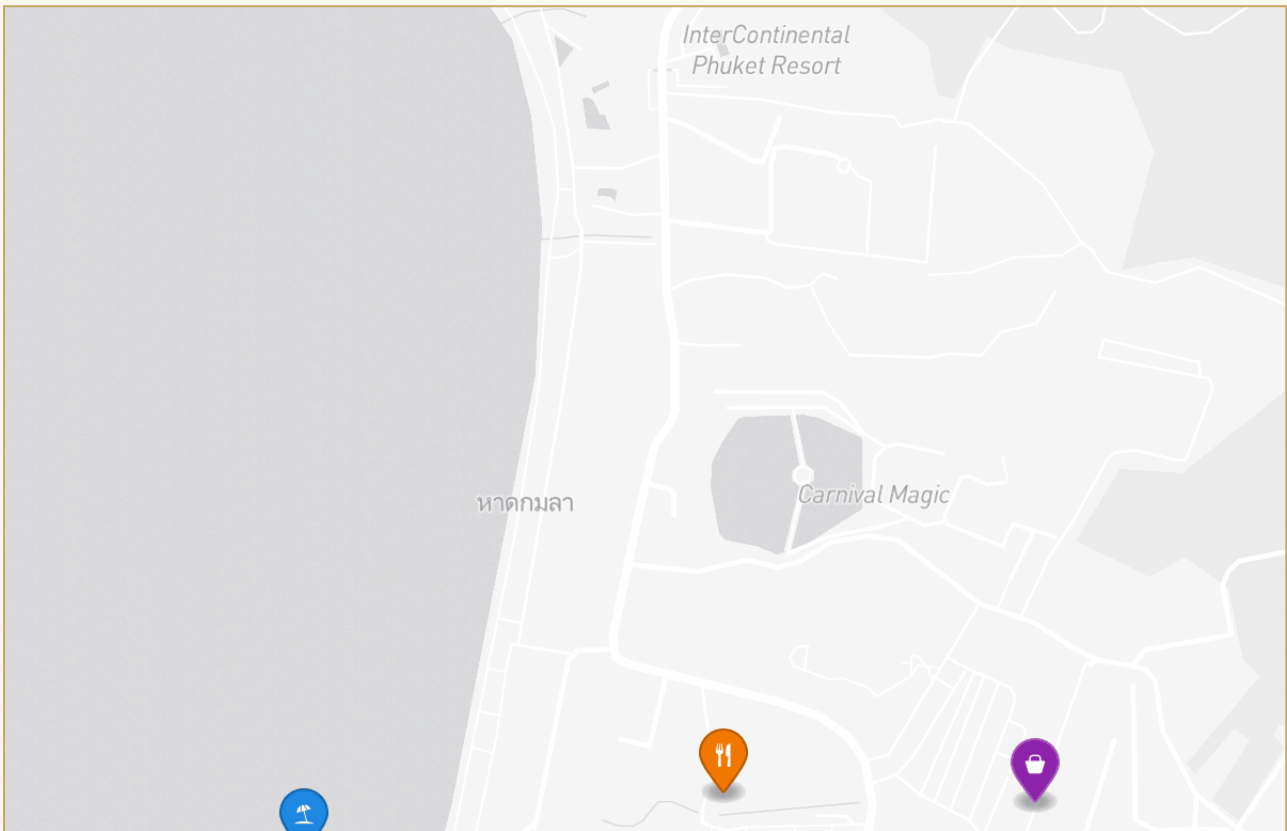 InterContinental
Phuket Resort
หาดกมลา
Carnival Magic